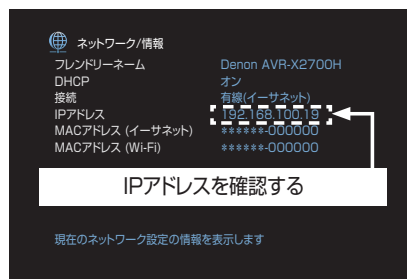 ネットワーク/情報
フレンドリーネーム Denon AVR-X2700H
DHCP オン
接続 有線(イーサネット)
IPアドレス 192.168.100.19
MACアドレス (イーサネット) ******-000000
MACアドレス (Wi-Fi) ******-000000
IPアドレスを確認する
現在のネットワーク設定の情報を表示します